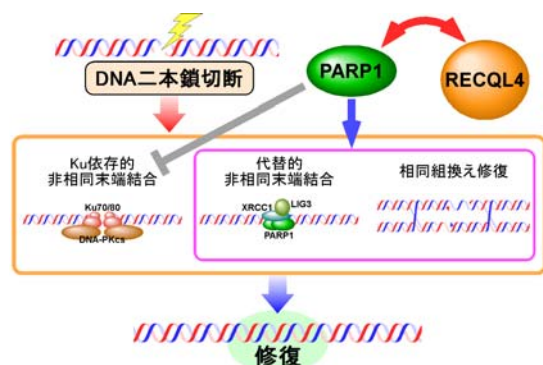 DNA二本鎖切断
PARP1
RECQL4
Ku依存的
非相同末端結合
Ku70/80
DNA-PKcs
代替的
非相同末端結合
XRCC1
LIG3
PARP1
相同組換え修復
修復